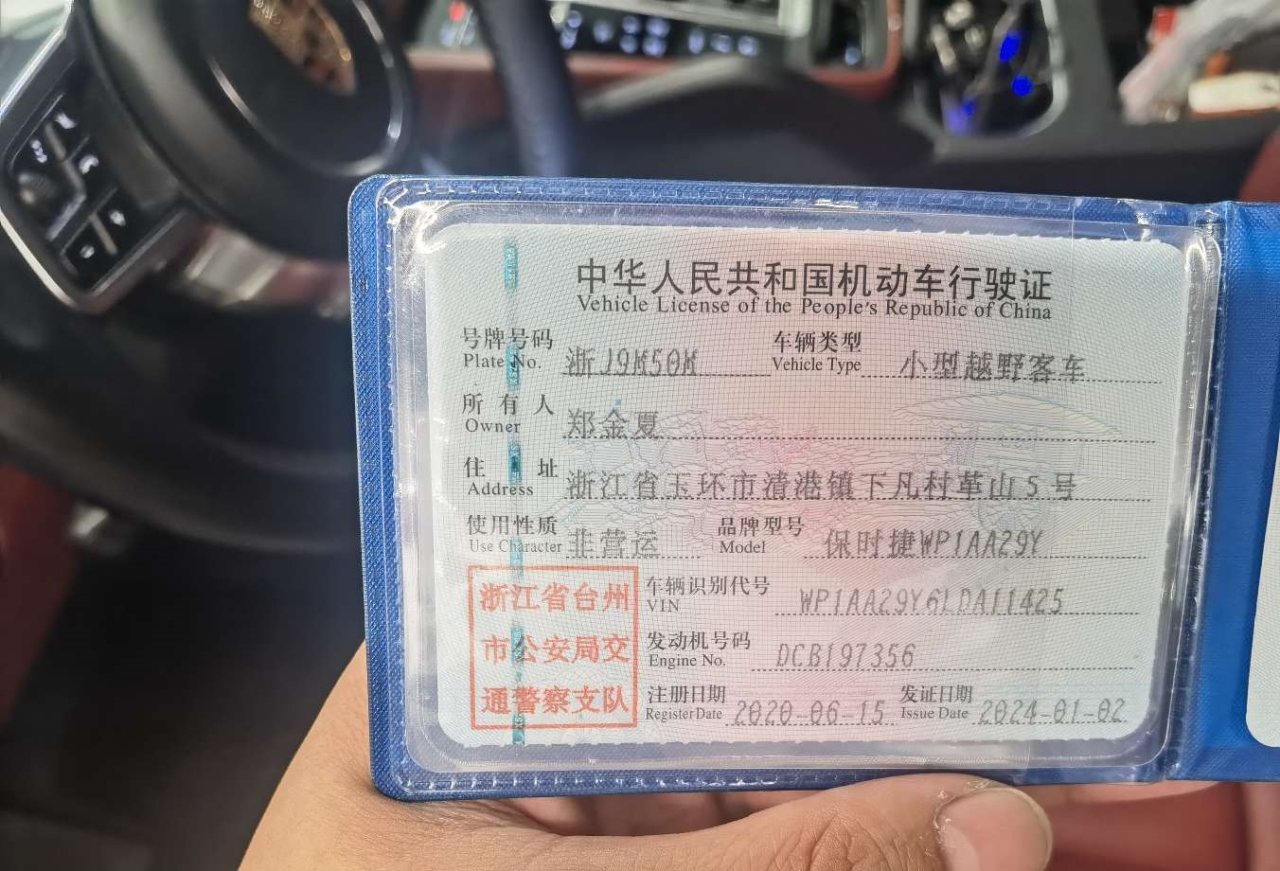 中华人民共和国机动车行驶证
Vehicle License of the People's Republic of China
号牌号码 浙J9M50M 车辆类型 小型越野客车
Plate No. Vehicle Type
所有人 郑金夏
Owner
住址 浙江省玉环市清港镇下凡村草山5号
Address
使用性质 非营运 品牌型号 保时捷WP1AA29Y
Use Character Model
浙江省台州
市公安局交
通警察支队
车辆识别代号 WP1AA29Y6LDA11425
VIN
发动机号码 DCB197356
Engine No.
注册日期 2020-06-15 发证日期 2024-01-02
Register Date Issue Date